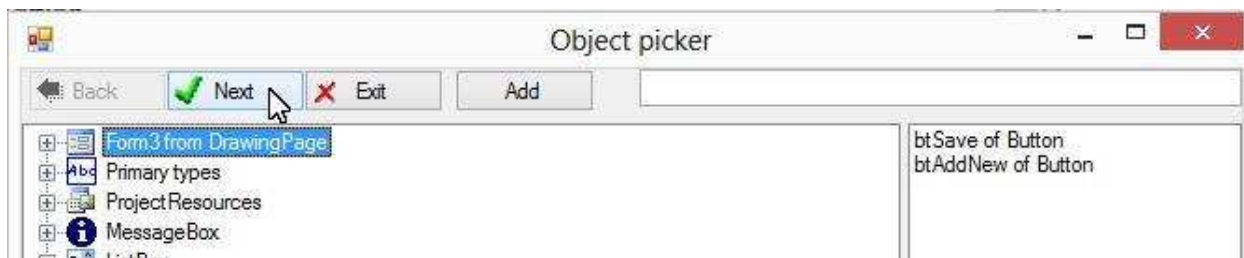 Object picker
Back Next Exit Add
Form3 from DrawingPage
btSave of Button
Abc Primary types
btAddNew of Button
ProjectResources
MessageBox